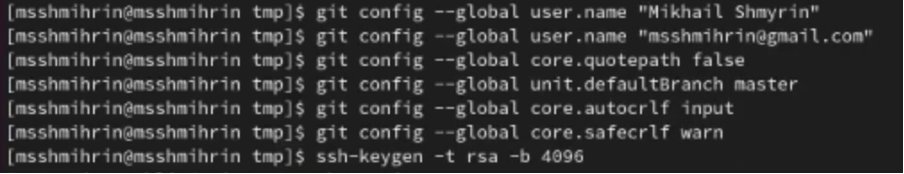 [msshmihrin@msshmihrin tmp]$ git config --global user.name "Mikhail Shmyrin"
[msshmihrin@msshmihrin tmp]$ git config --global user.name "msshmihrin@gmail.com"
[msshmihrin@msshmihrin tmp]$ git config --global core.quotepath false
[msshmihrin@msshmihrin tmp]$ git config --global unit.defaultBranch master
[msshmihrin@msshmihrin tmp]$ git config --global core.autocrlf input
[msshmihrin@msshmihrin tmp]$ git config --global core.safecrlf warn
[msshmihrin@msshmihrin tmp]$ ssh-keygen -t rsa -b 4096